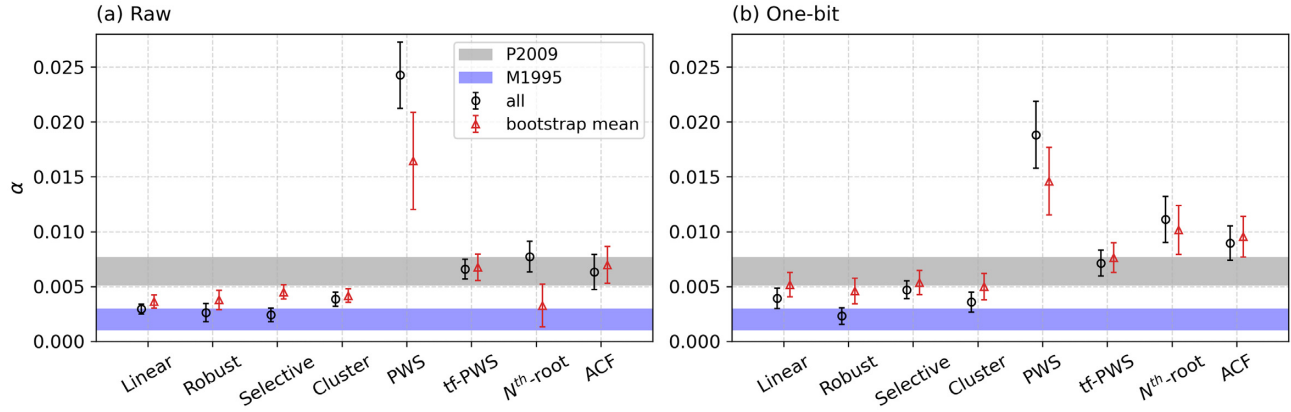 (a) Raw
(b) One-bit
α
0.025
0.020
0.015
0.010
0.005
0.000
P2009
M1995
all
bootstrap mean
Linear
Robust
Selective
Cluster
PWS
tf-PWS
Nth-root
ACF
0.025
0.020
0.015
0.010
0.005
0.000
Linear
Robust
Selective
Cluster
PWS
tf-PWS
Nth-root
ACF